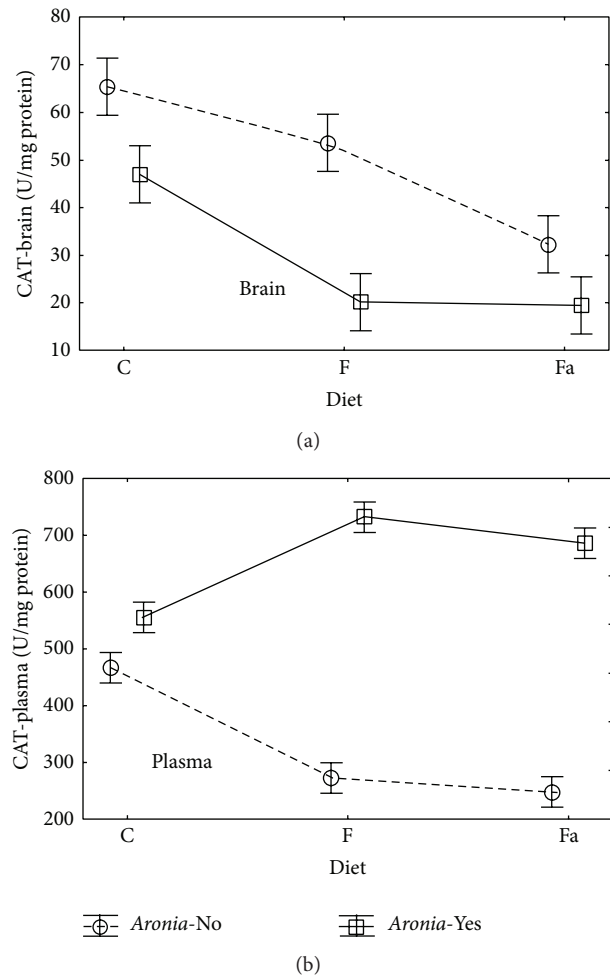 80
70
60
50
40
30
20
10
CAT-brain (U/mg protein)
Brain
C F Fa
Diet
(a)
800
700
600
500
400
300
200
CAT-plasma (U/mg protein)
Plasma
C F Fa
Diet
Aronia-No Aronia-Yes
(b)